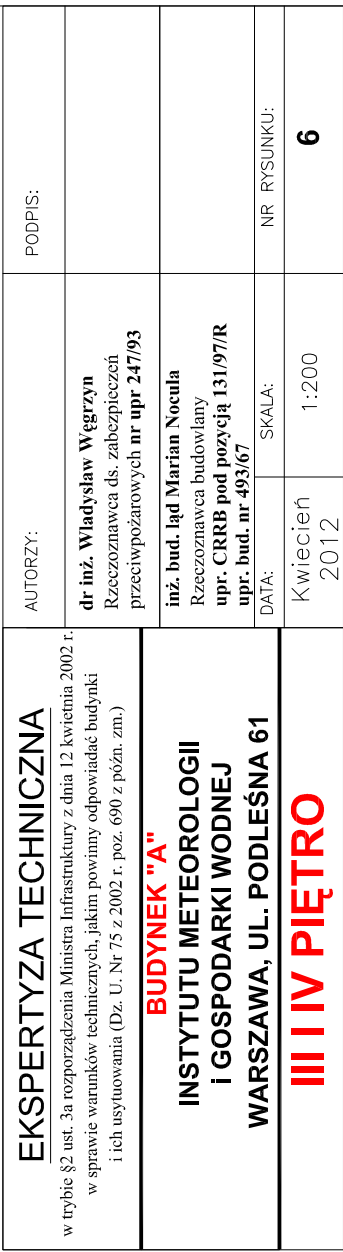 EKSPERTYZA TECHNICZNA
w trybie §2 ust. 3a rozporządzenia Ministra Infrastruktury z dnia 12 kwietnia 2002 r.
w sprawie warunków technicznych, jakim powinny odpowiadać budynki
i ich usytuowania (Dz. U. Nr 75 z 2002 r. poz. 690 z późn. zm.)
BUDYNEK "A"
INSTYTUTU METEOROLOGII
i GOSPODARKI WODNEJ
WARSZAWA, UL. PODLEŚNA 61
III I IV PIĘTRO
AUTORZY:
PODPIS:
dr inż. Władysław Węgrzyn
Rzeczoznawca ds. zabezpieczeń
przeciwpożarowych nr upr 247/93
inż. bud. ląd Marian Nocula
Rzeczoznawca budowlany
upr. CRRB pod pozycją 131/97/R
upr. bud. nr 493/67
DATA:
SKALA:
NR RYSUNKU:
Kwiecień
2012
1:200
6